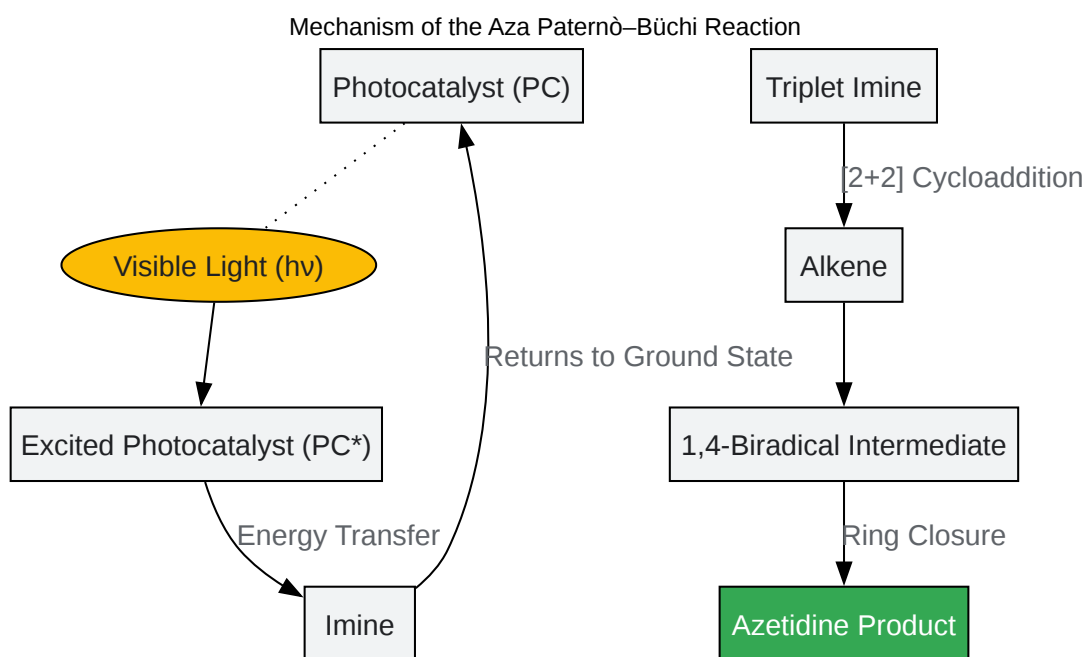 Mechanism of the Aza Paternò–Büchi Reaction
Photocatalyst (PC)
Triplet Imine
[2+2] Cycloaddition
Visible Light (hν)
Alkene
Returns to Ground State
Excited Photocatalyst (PC*)
1,4-Biradical Intermediate
Energy Transfer
Ring Closure
Imine
Azetidine Product